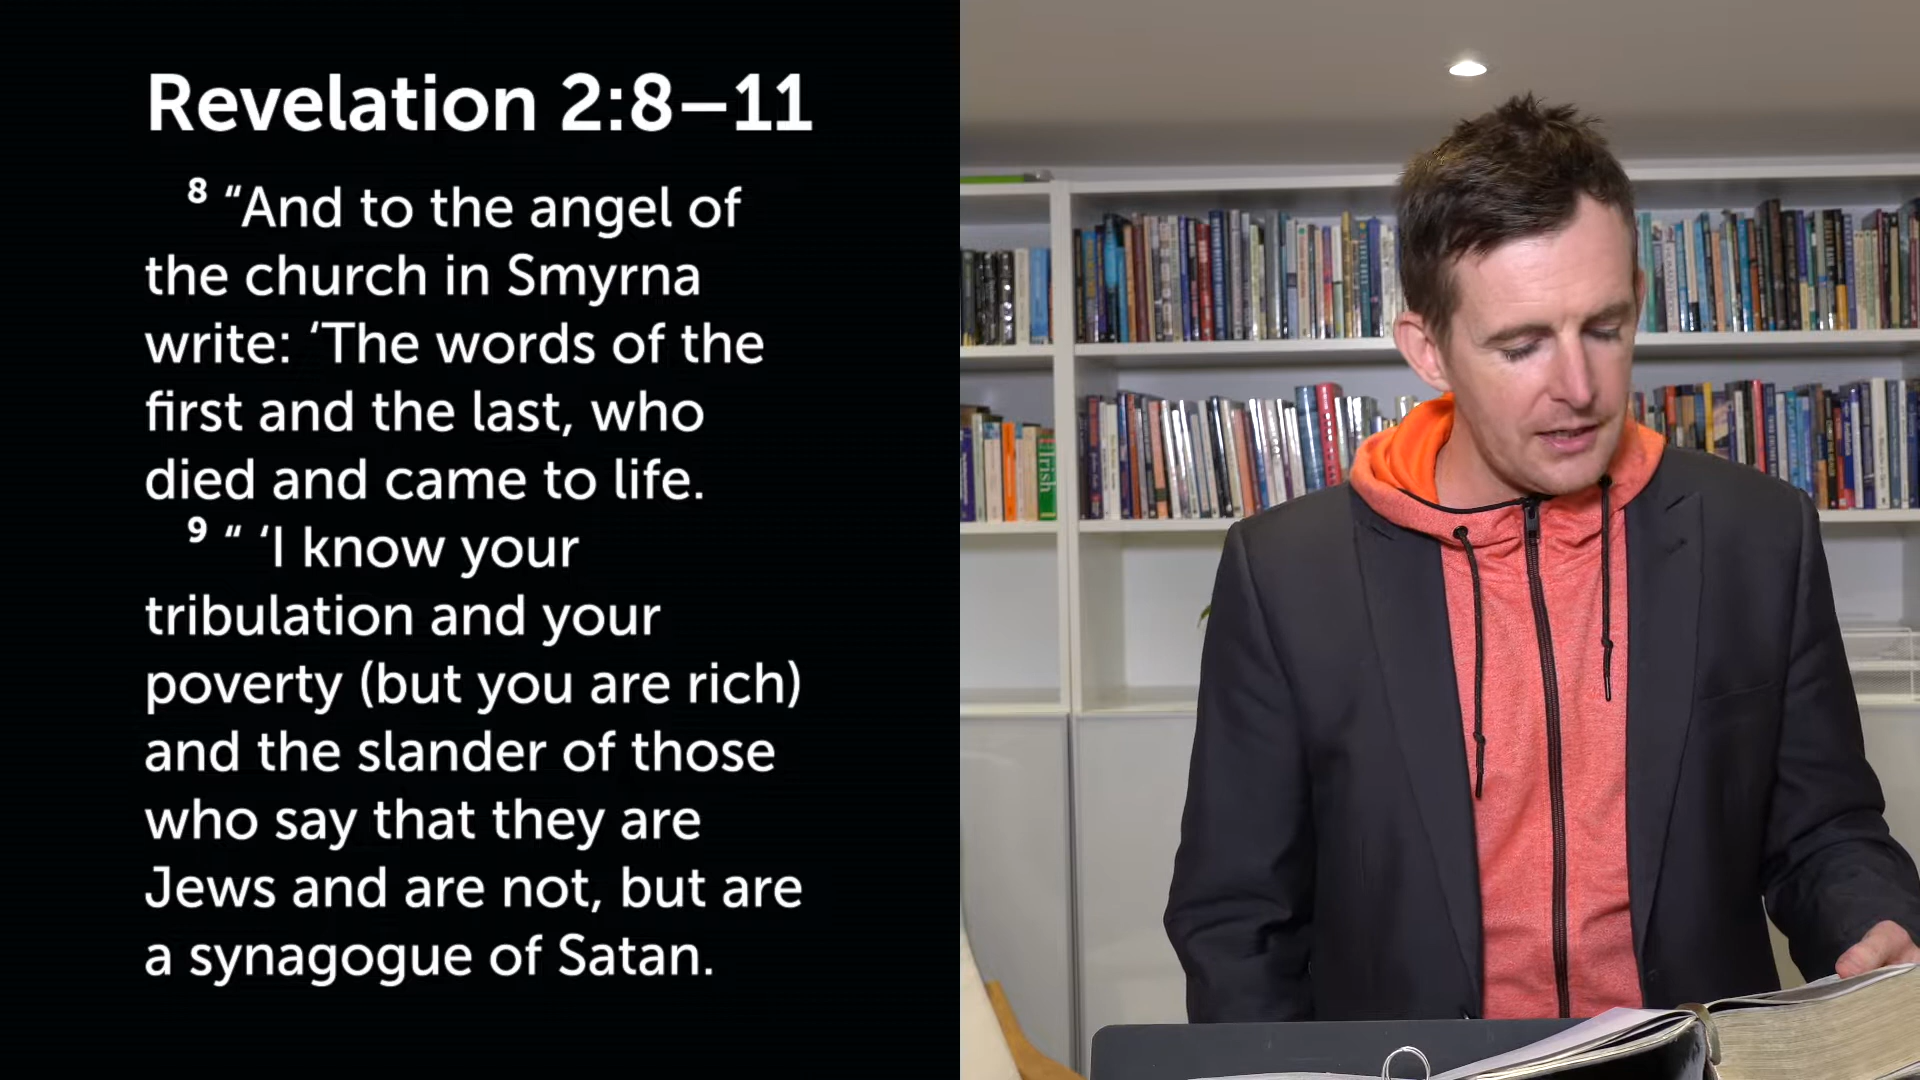 Revelation 2:8–11
8 “And to the angel of
the church in Smyrna
write: ‘The words of the
first and the last, who
died and came to life.
9 “ ‘I know your
tribulation and your
poverty (but you are rich)
and the slander of those
who say that they are
Jews and are not, but are
a synagogue of Satan.
Irish